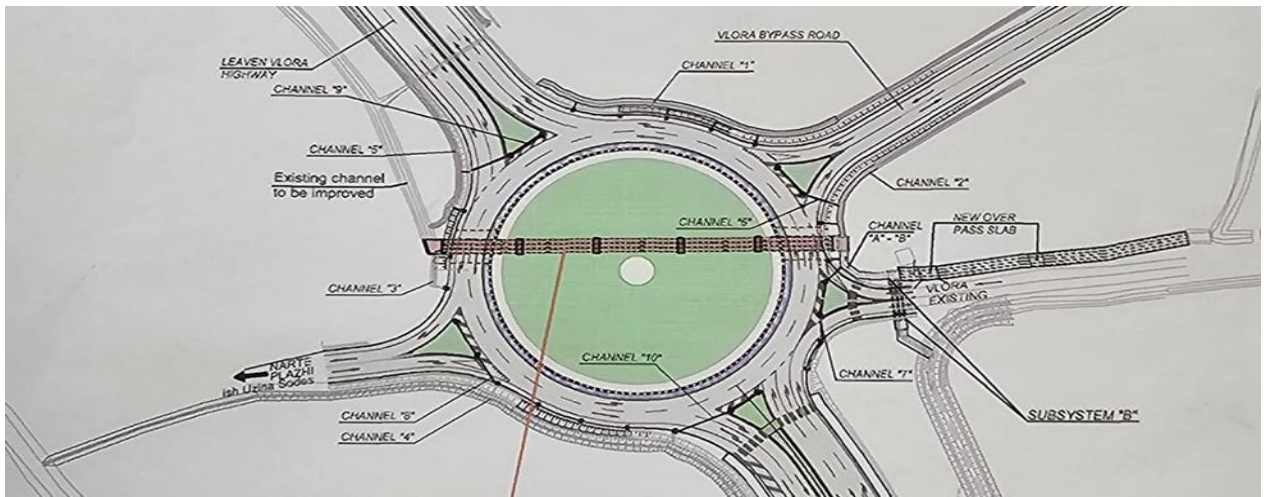 LEAVEN VLORA
HIGHWAY
CHANNEL "9"
CHANNEL "5"
Existing channel
to be improved
CHANNEL "3"
NARTE
PLAZHI
ish Uzina Sodes
CHANNEL "8"
CHANNEL "4"
CHANNEL "1"
VLORA BYPASS ROAD
CHANNEL "2"
CHANNEL "6"
CHANNEL
"A" - "B"
NEW OVER
PASS SLAB
VLORA
EXISTING
CHANNEL "10"
CHANNEL "7"
SUBSYSTEM "B"